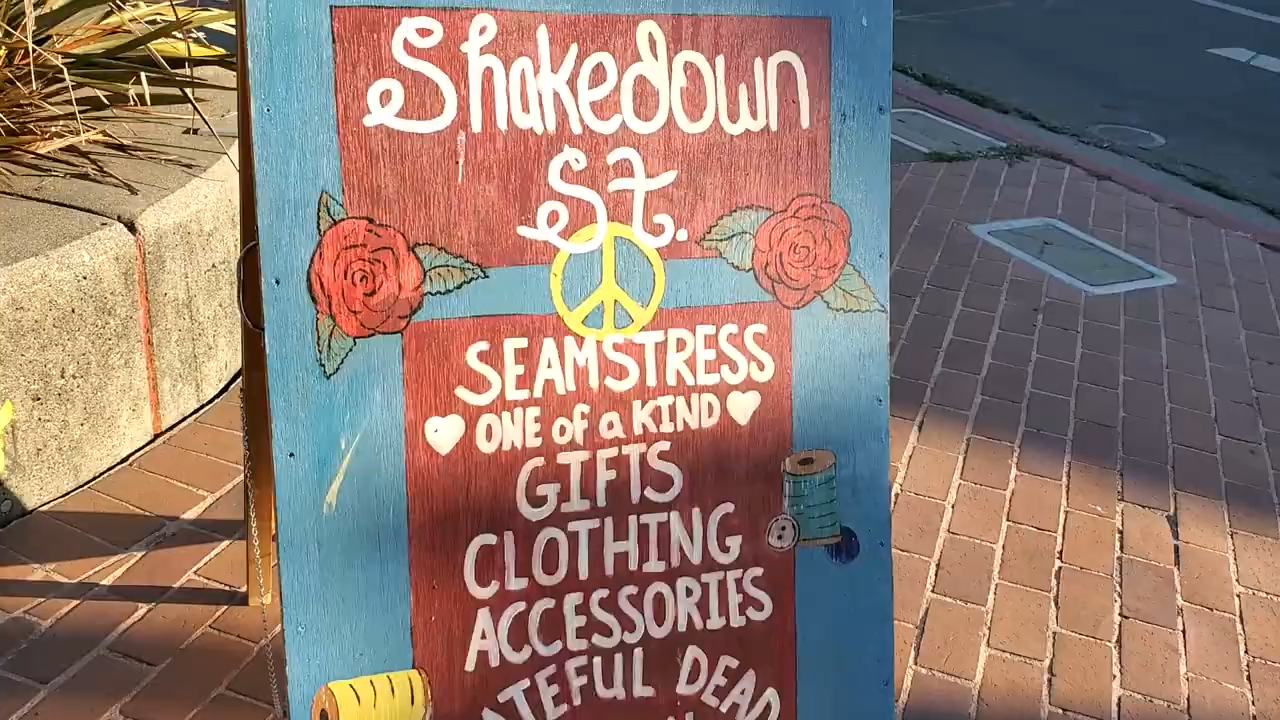 Shakedown
St.
SEAMSTRESS
ONE of a KIND
GIFTS
CLOTHING
ACCESSORIES
ATEFUL DEAD